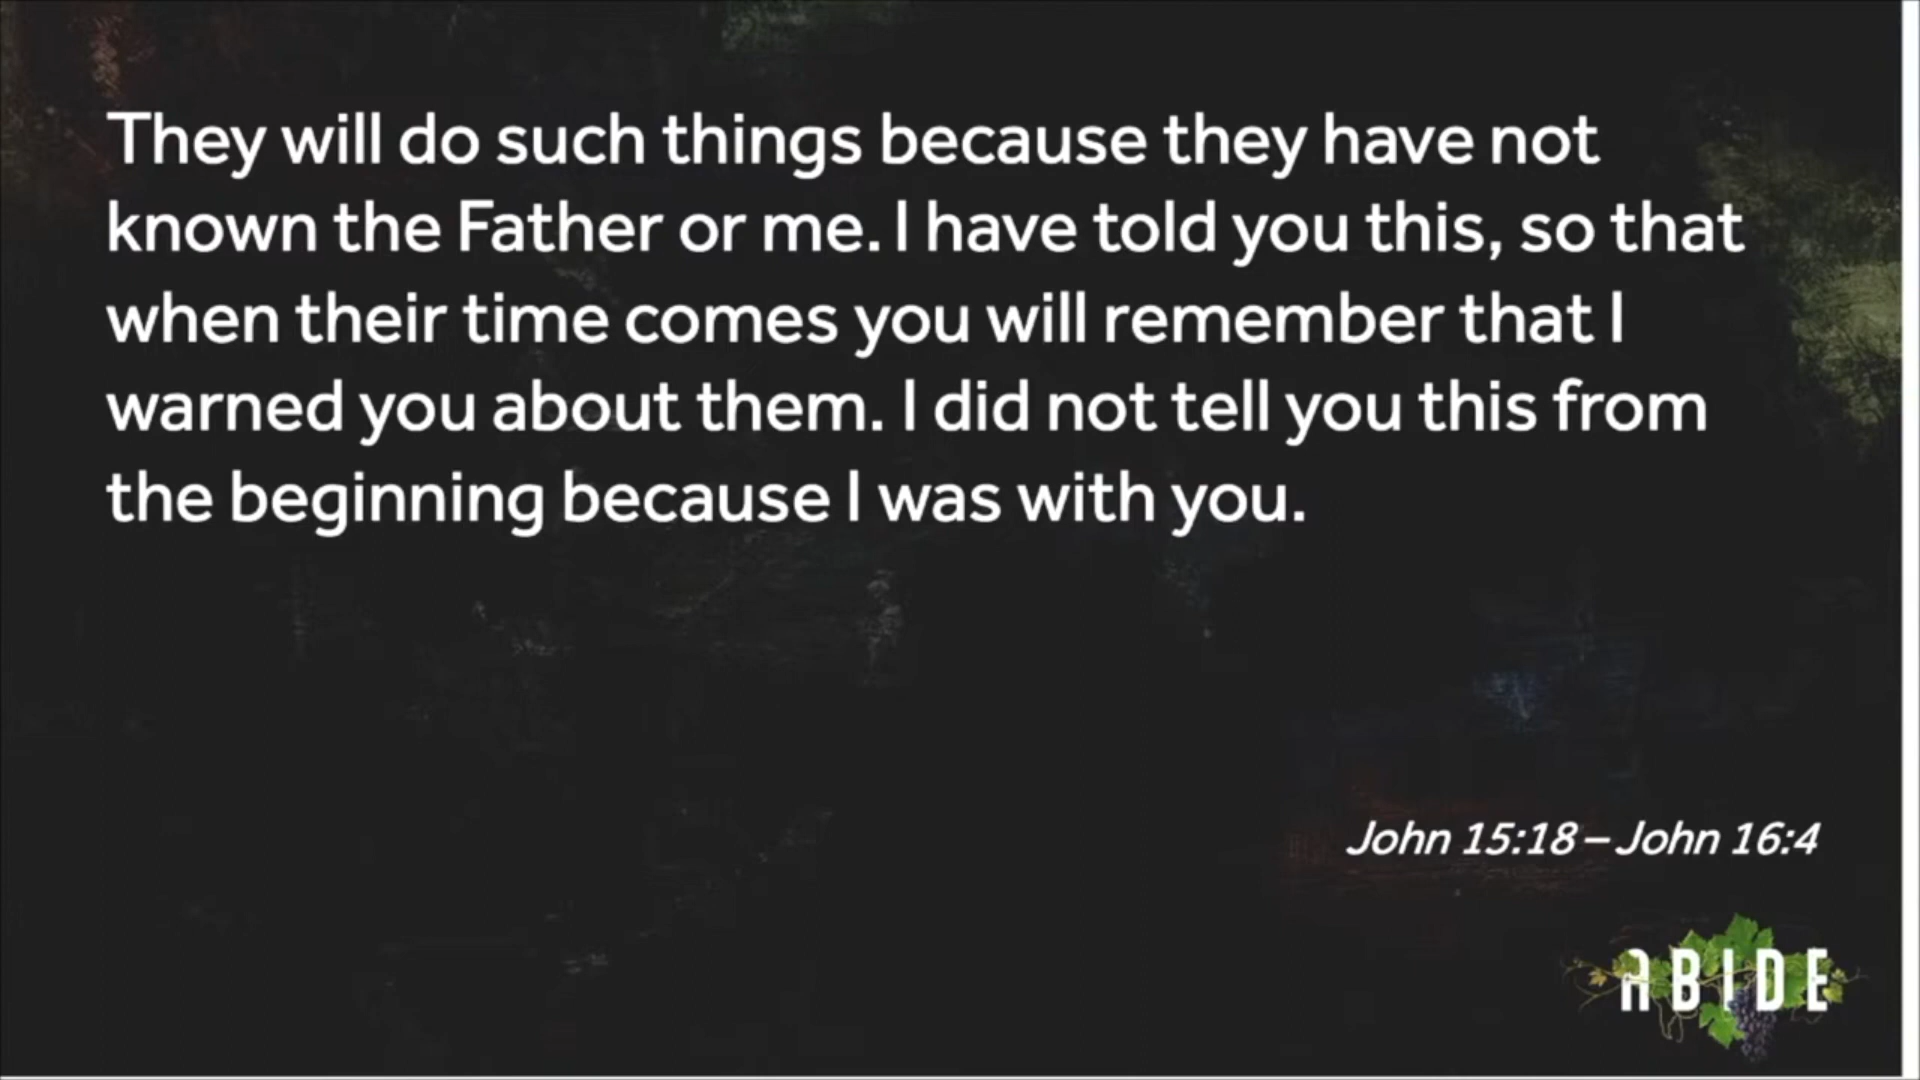 They will do such things because they have not
known the Father or me. I have told you this, so that
when their time comes you will remember that I
warned you about them. I did not tell you this from
the beginning because I was with you.
John 15:18 – John 16:4
ABIDE